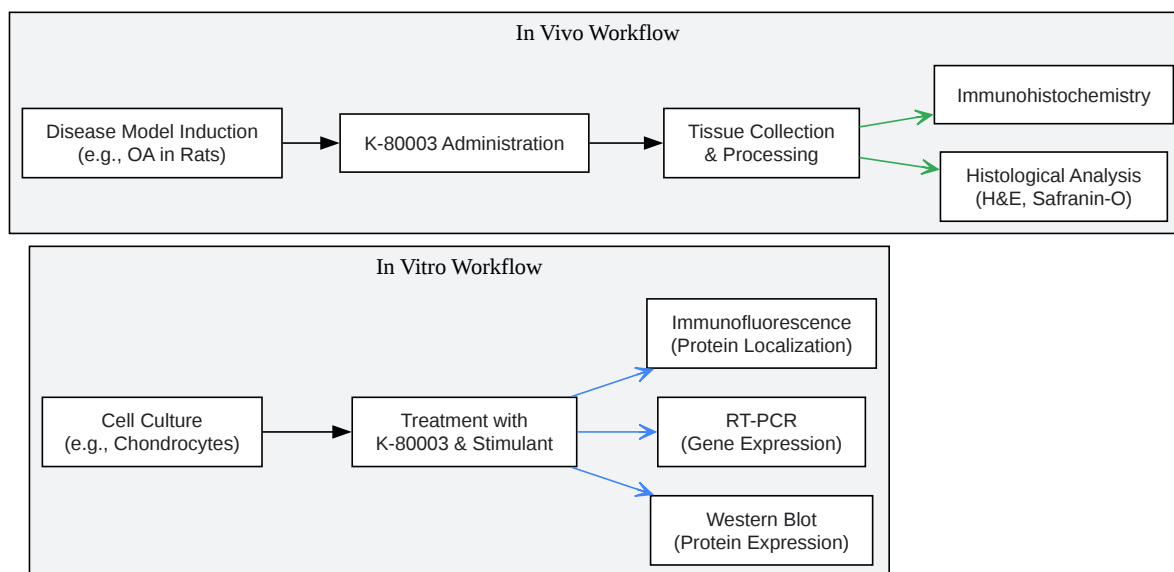 In Vivo Workflow
Disease Model Induction
(e.g., OA in Rats)
K-80003 Administration
Tissue Collection
& Processing
Immunohistochemistry
Histological Analysis
(H&E, Safranin-O)
In Vitro Workflow
Cell Culture
(e.g., Chondrocytes)
Treatment with
K-80003 & Stimulant
Immunofluorescence
(Protein Localization)
RT-PCR
(Gene Expression)
Western Blot
(Protein Expression)